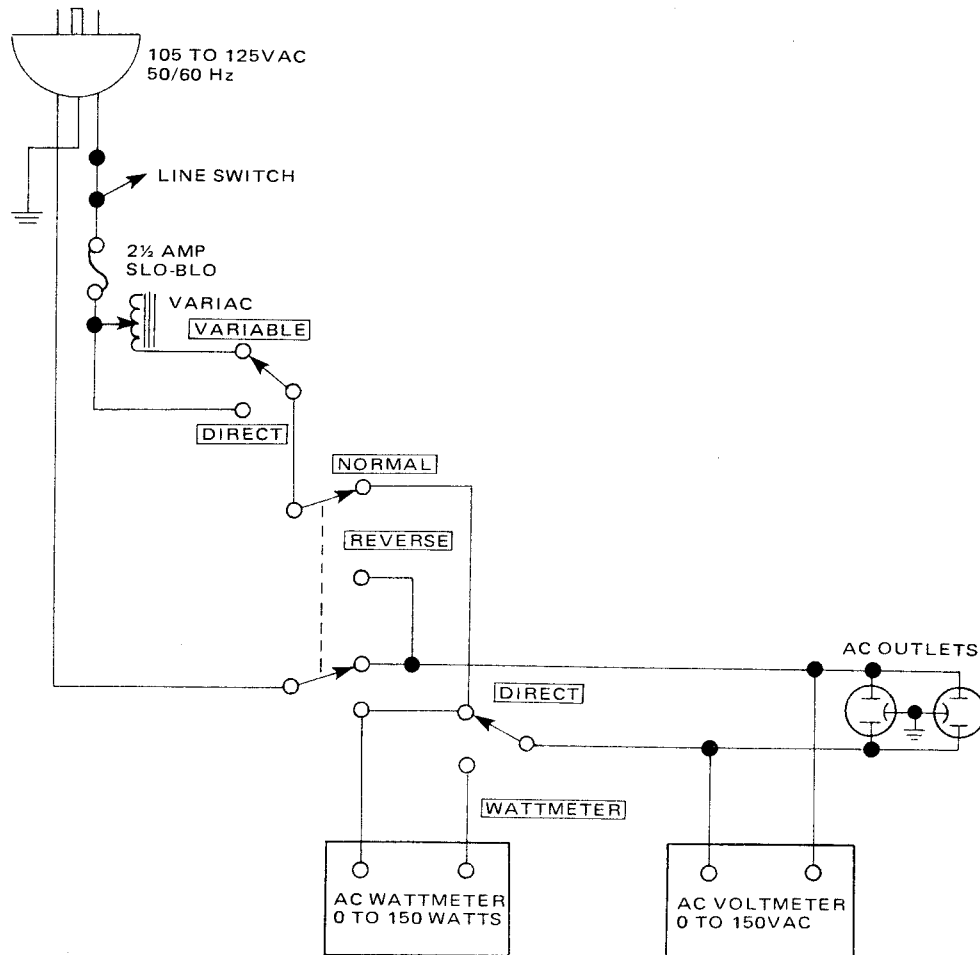 105 TO 125VAC
50/60 Hz
LINE SWITCH
2½ AMP
SLO-BLO
VARIAC
VARIABLE
DIRECT
NORMAL
REVERSE
AC OUTLETS
DIRECT
WATTMETER
AC WATTMETER
0 TO 150 WATTS
AC VOLTMETER
0 TO 150VAC